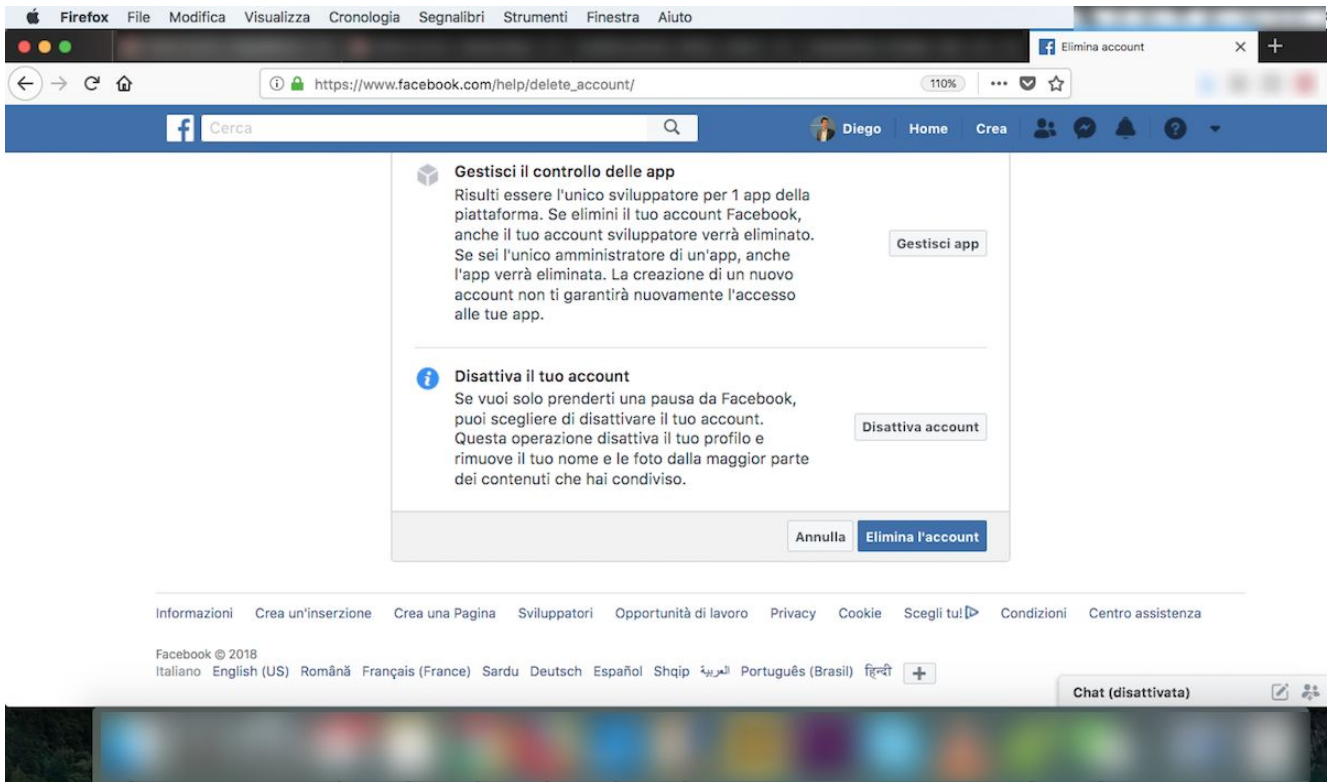 Firefox File Modifica Visualizza Cronologia Segnalibri Strumenti Finestra Aiuto
Elimina account
https://www.facebook.com/help/delete_account/
110%
Cerca
Diego Home Crea
Gestisci il controllo delle app
Risulti essere l'unico sviluppatore per 1 app della
piattaforma. Se elimini il tuo account Facebook,
anche il tuo account sviluppatore verrà eliminato.
Se sei l'unico amministratore di un'app, anche
l'app verrà eliminata. La creazione di un nuovo
account non ti garantirà nuovamente l'accesso
alle tue app.
Gestisci app
Disattiva il tuo account
Se vuoi solo prenderti una pausa da Facebook,
puoi scegliere di disattivare il tuo account.
Questa operazione disattiva il tuo profilo e
rimuove il tuo nome e le foto dalla maggior parte
dei contenuti che hai condiviso.
Disattiva account
Annulla Elimina l'account
Informazioni Crea un'inserzione Crea una Pagina Sviluppatori Opportunità di lavoro Privacy Cookie Scegli tu! Condizioni Centro assistenza
Facebook © 2018
Italiano English (US) Română Français (France) Sardu Deutsch Español Shqip العربية Português (Brasil) हिन्दी
Chat (disattivata)